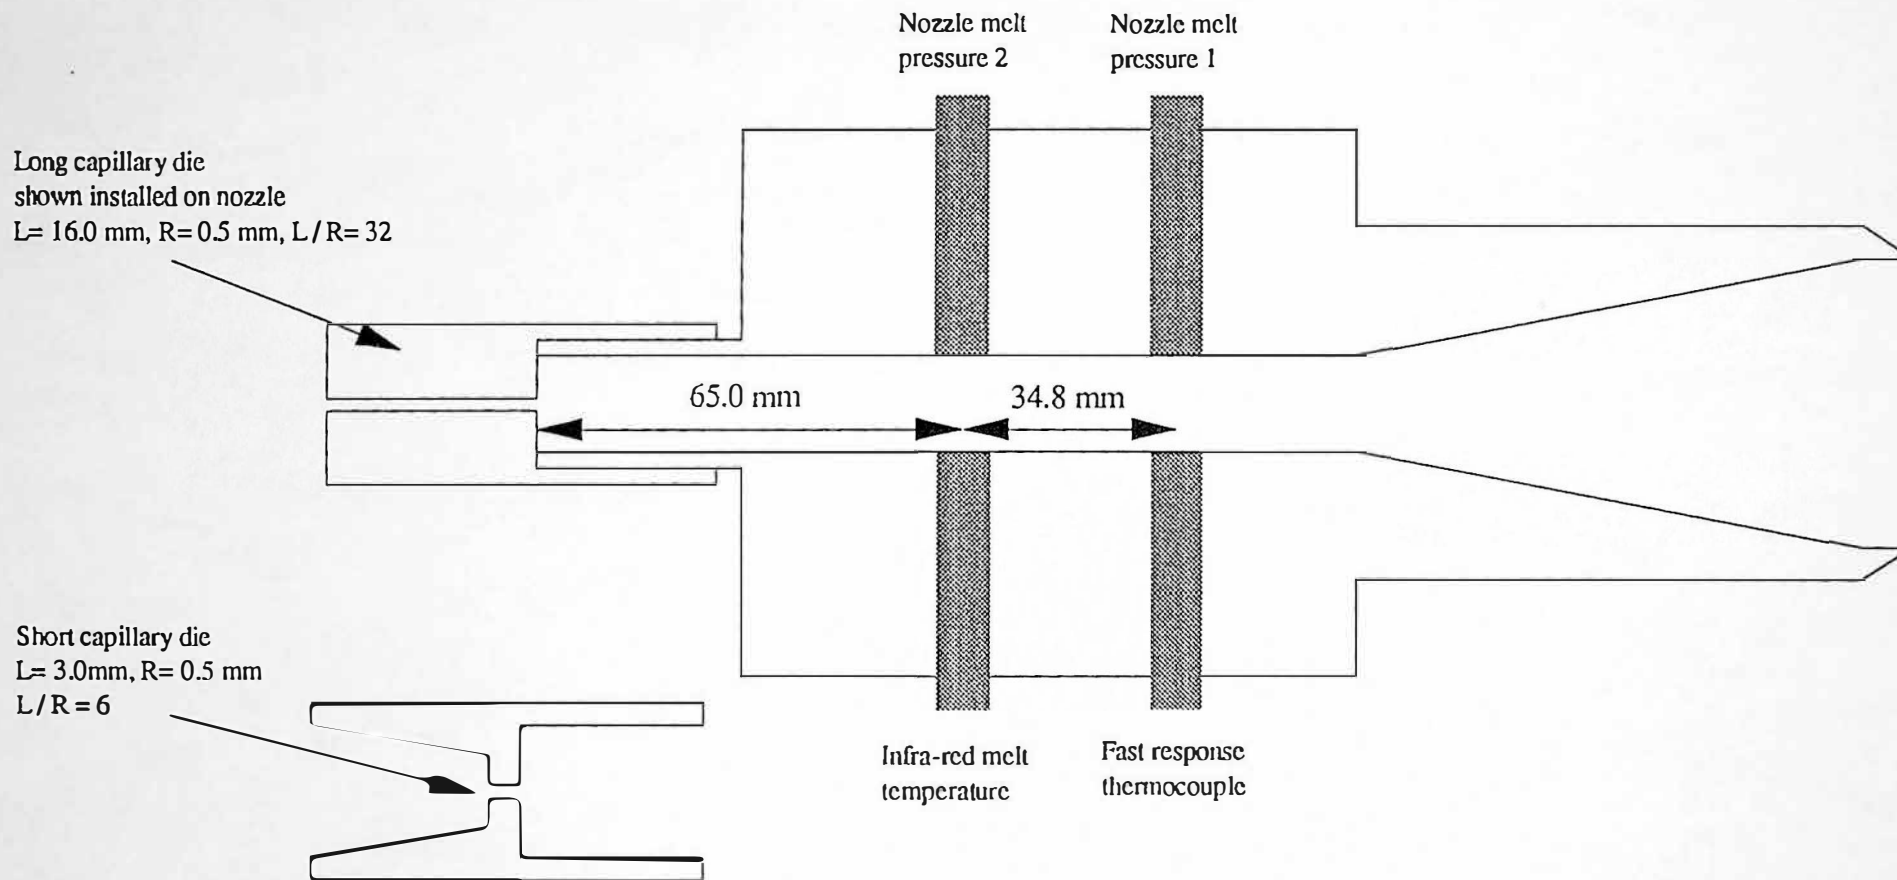 Nozzle melt
pressure 2
Nozzle melt
pressure 1
Long capillary die
shown installed on nozzle
L= 16.0 mm, R= 0.5 mm, L / R= 32
65.0 mm
34.8 mm
Short capillary die
L= 3.0mm, R= 0.5 mm
L / R = 6
Infra-red melt
temperature
Fast response
thermocouple